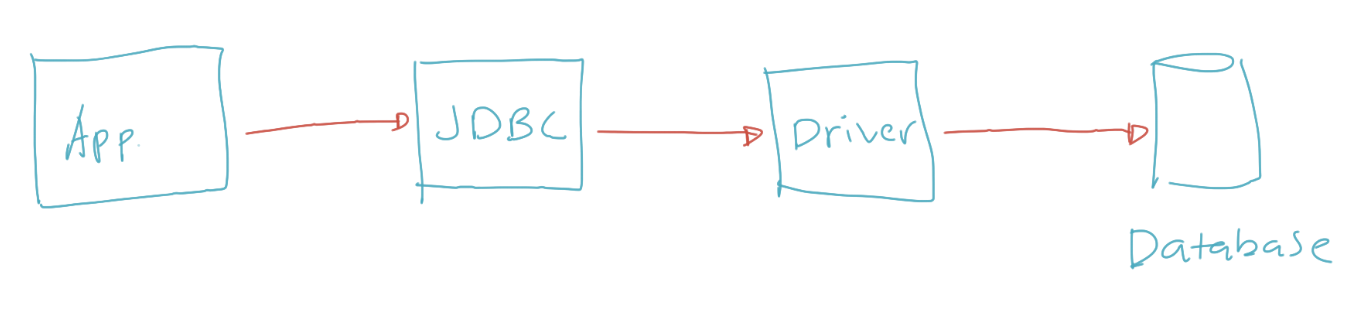 App.
JDBC
Driver
Database